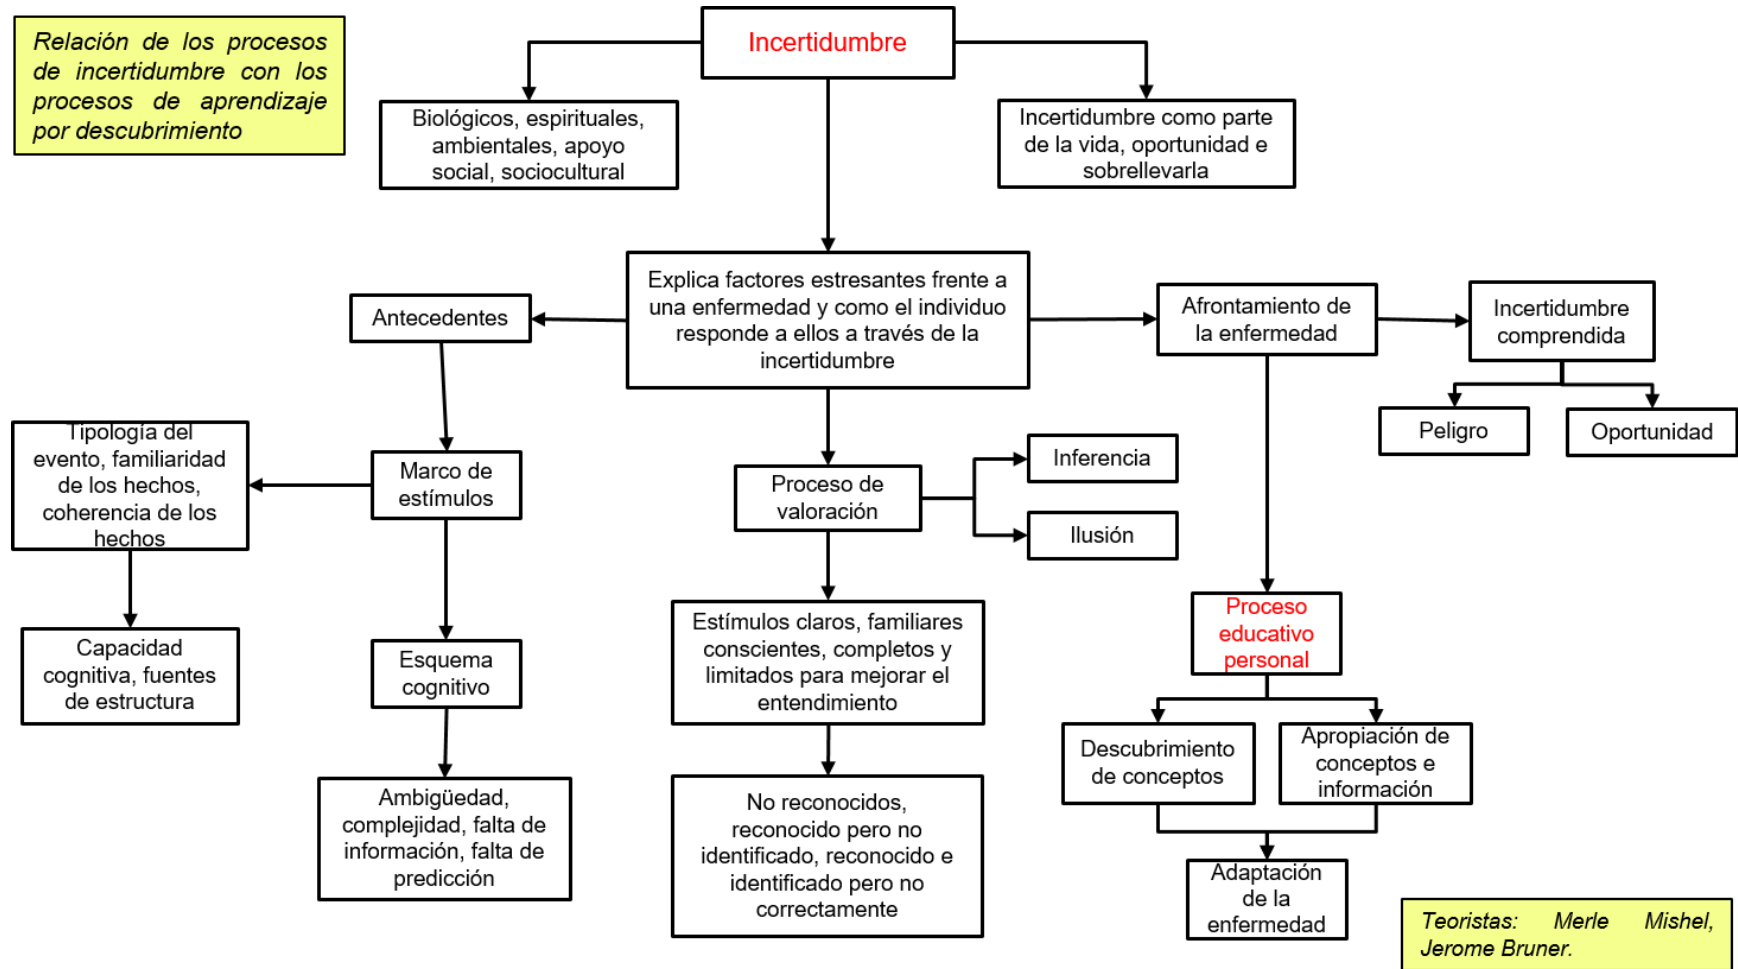 Relación de los procesos
de incertidumbre con los
procesos de aprendizaje
por descubrimiento
Incertidumbre
Biológicos, espirituales,
ambientales, apoyo
social, sociocultural
Incertidumbre como parte
de la vida, oportunidad e
sobrellevarla
Explica factores estresantes frente a
una enfermedad y como el individuo
responde a ellos a través de la
incertidumbre
Antecedentes
Afrontamiento de
la enfermedad
Incertidumbre
comprendida
Peligro
Oportunidad
Tipología del
evento, familiaridad
de los hechos,
coherencia de los
hechos
Marco de
estímulos
Proceso de
valoración
Inferencia
Ilusión
Capacidad
cognitiva, fuentes
de estructura
Esquema
cognitivo
Estímulos claros, familiares
conscientes, completos y
limitados para mejorar el
entendimiento
Proceso
educativo
personal
Descubrimiento
de conceptos
Apropiación de
conceptos e
información
Ambigüedad,
complejidad, falta de
información, falta de
predicción
No reconocidos,
reconocido pero no
identificado, reconocido e
identificado pero no
correctamente
Adaptación
de la
enfermedad
Teoristas: Merle Mishel,
Jerome Bruner.